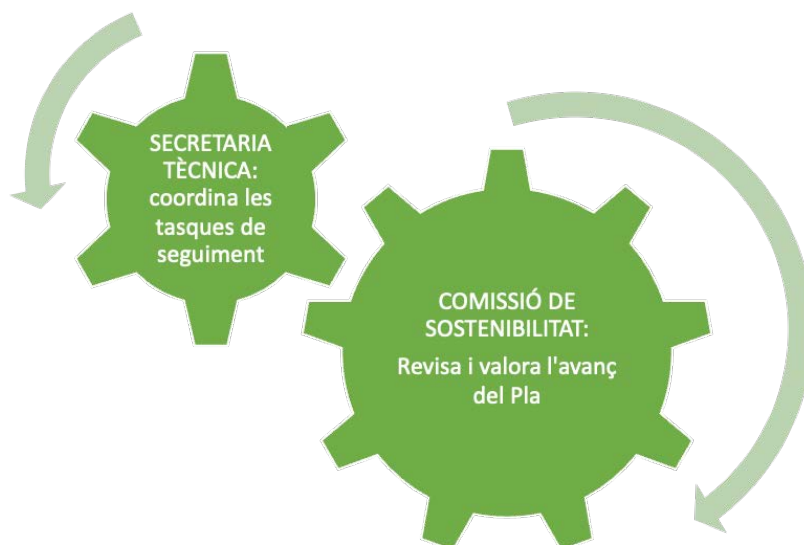 SECRETARIA
TÈCNICA:
coordina les
tasques de
seguiment
COMISSIÓ DE
SOSTENIBILITAT:
Revisa i valora l'avanç
del Pla